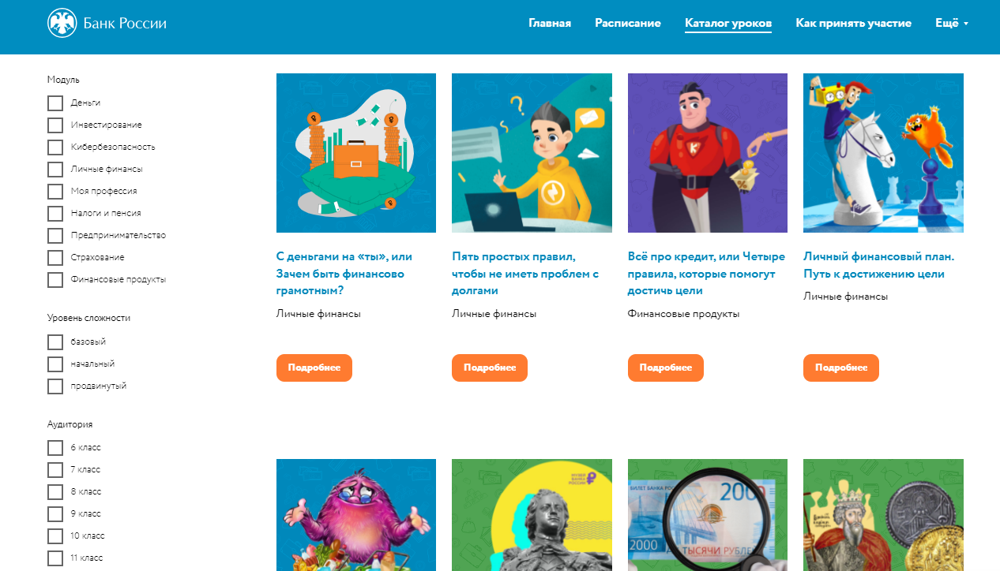 Банк России
Главная
Расписание
Каталог уроков
Как принять участие
Ещё
Модуль
Деньги
Инвестирование
Кибербезопасность
Личные финансы
Моя профессия
Налоги и пенсия
Предпринимательство
Страхование
Финансовые продукты
Уровень сложности
базовый
начальный
продвинутый
Аудитория
6 класс
7 класс
8 класс
9 класс
10 класс
11 класс
С деньгами на «ты», или
Зачем быть финансово
грамотным?
Личные финансы
Подробнее
Пять простых правил,
чтобы не иметь проблем с
долгами
Личные финансы
Подробнее
К
%
Всё про кредит, или Четыре
правила, которые помогут
достичь цели
Финансовые продукты
Подробнее
Личный финансовый план.
Путь к достижению цели
Личные финансы
Подробнее
МУЗЕЙ
БАНКА
РОССИИ
БИЛЕТ БАНКА
200
2000
ТЫСЯЧИ РУБЛЕЙ